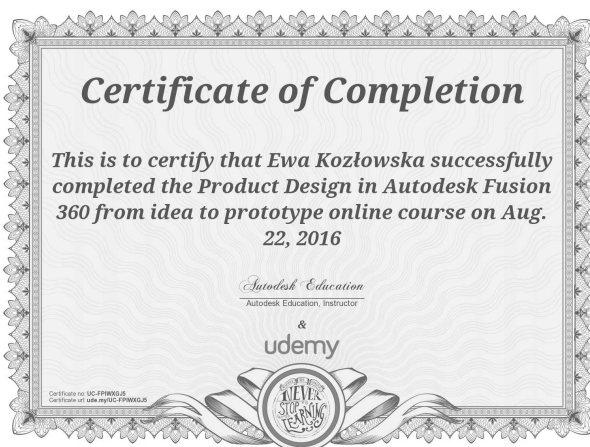 Certificate of Completion
This is to certify that Ewa Kozłowska successfully
completed the Product Design in Autodesk Fusion
360 from idea to prototype online course on Aug.
22, 2016
Autodesk Education
Autodesk Education, Instructor
&
udemy
Certificate no: UC-FPIWXGJ5
Certificate url: ude.my/UC-FPIWXGJ5
NEVER
STOP
LEARNING